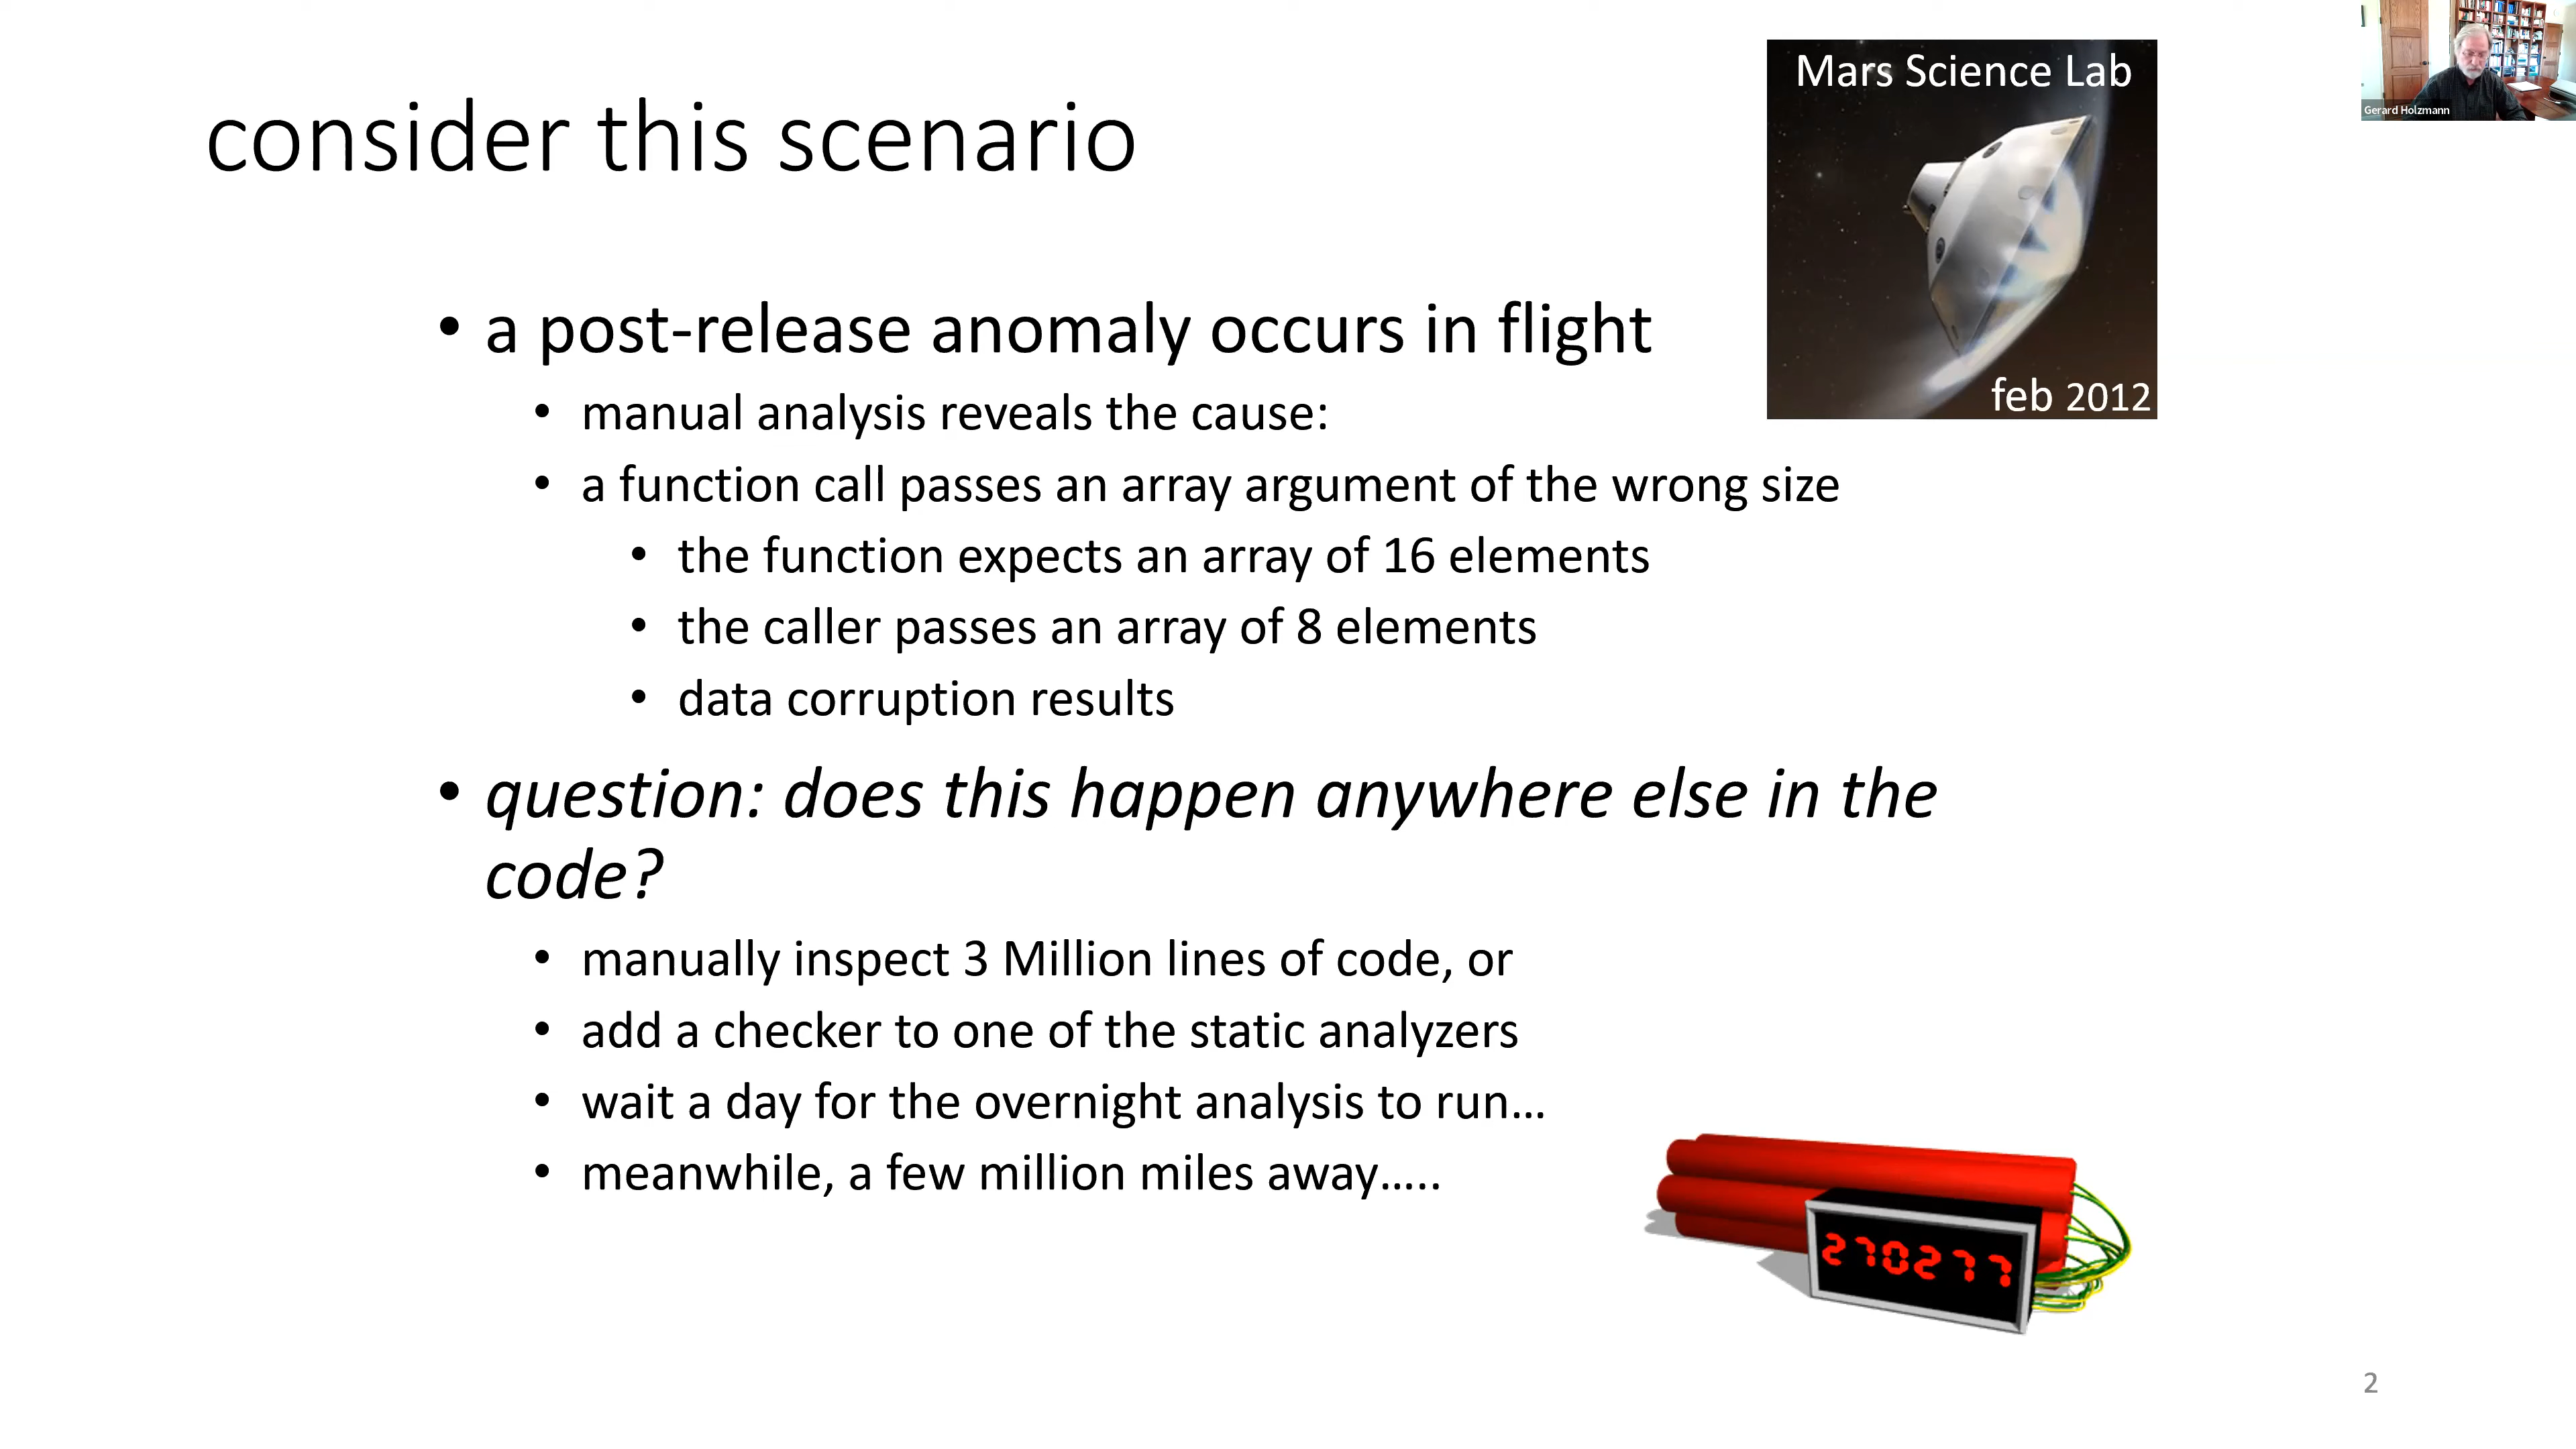 Mars Science Lab
Gerard Holzmann
consider this scenario
feb 2012
• a post-release anomaly occurs in flight
• manual analysis reveals the cause:
• a function call passes an array argument of the wrong size
• the function expects an array of 16 elements
• the caller passes an array of 8 elements
• data corruption results
• question: does this happen anywhere else in the
code?
• manually inspect 3 Million lines of code, or
• add a checker to one of the static analyzers
• wait a day for the overnight analysis to run…
• meanwhile, a few million miles away…..
270277
2